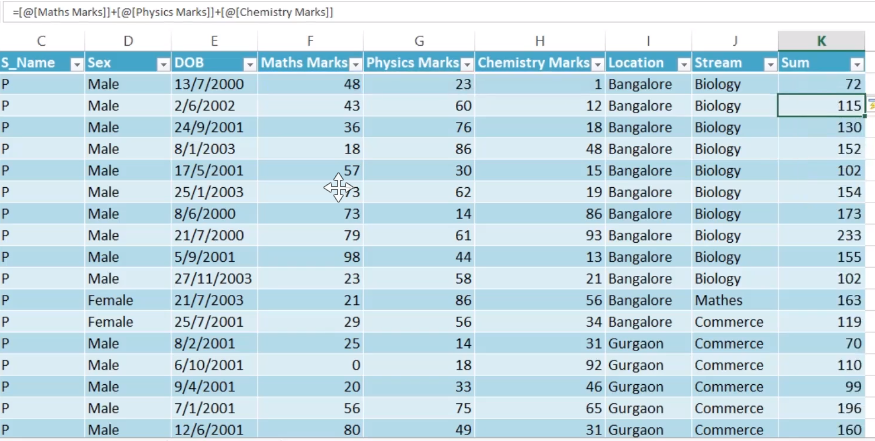 =[@[Maths Marks]]+[@[Physics Marks]]+[@[Chemistry Marks]]
C D E F G H I J K
S_Name Sex DOB Maths Marks Physics Marks Chemistry Marks Location Stream Sum
P Male 13/7/2000 48 23 1 Bangalore Biology 72
P Male 2/6/2002 43 60 12 Bangalore Biology 115
P Male 24/9/2001 36 76 18 Bangalore Biology 130
P Male 8/1/2003 18 86 48 Bangalore Biology 152
P Male 17/5/2001 57 30 15 Bangalore Biology 102
P Male 25/1/2003 73 62 19 Bangalore Biology 154
P Male 8/6/2000 73 14 86 Bangalore Biology 173
P Male 21/7/2000 79 61 93 Bangalore Biology 233
P Male 5/9/2001 98 44 13 Bangalore Biology 155
P Male 27/11/2003 23 58 21 Bangalore Biology 102
P Female 21/7/2003 21 86 56 Bangalore Mathes 163
P Female 25/7/2001 29 56 34 Bangalore Commerce 119
P Male 8/2/2001 25 14 31 Gurgaon Commerce 70
P Male 6/10/2001 0 18 92 Gurgaon Commerce 110
P Male 9/4/2001 20 33 46 Gurgaon Commerce 99
P Male 7/1/2001 56 75 65 Gurgaon Commerce 196
P Male 12/6/2001 80 49 31 Gurgaon Commerce 160